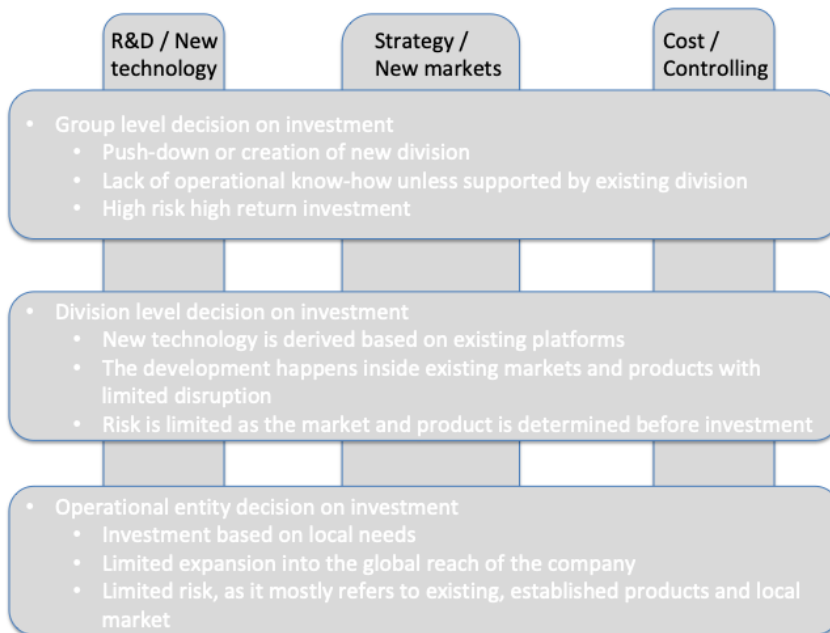 R&D / New
technology
Strategy /
New markets
Cost /
Controlling
• Group level decision on investment
• Push-down or creation of new division
• Lack of operational know-how unless supported by existing division
• High risk high return investment
• Division level decision on investment
• New technology is derived based on existing platforms
• The development happens inside existing markets and products with
limited disruption
• Risk is limited as the market and product is determined before investment
• Operational entity decision on investment
• Investment based on local needs
• Limited expansion into the global reach of the company
• Limited risk, as it mostly refers to existing, established products and local
market